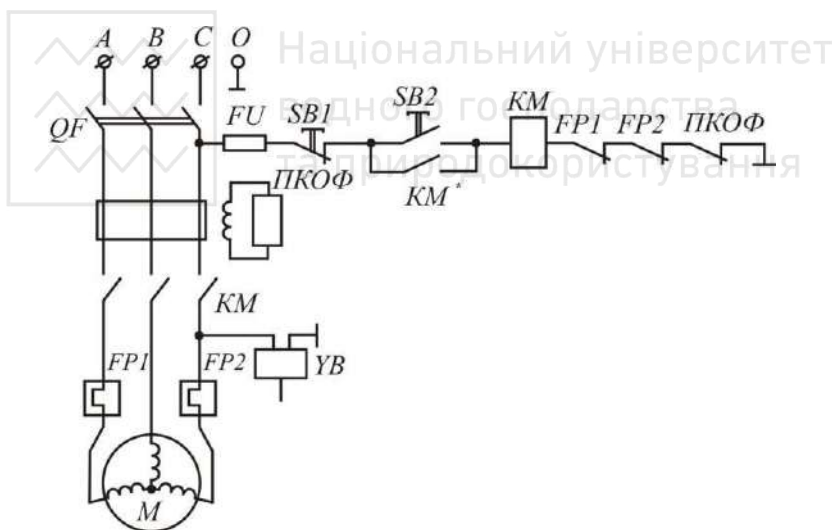 A B C O
Національний університет
водного господарства
та природокористування
QF
FU
SB1
SB2
KM
FP1
FP2
ПКОФ
ПКОФ
KM*
KM
FP1
FP2
YB
M